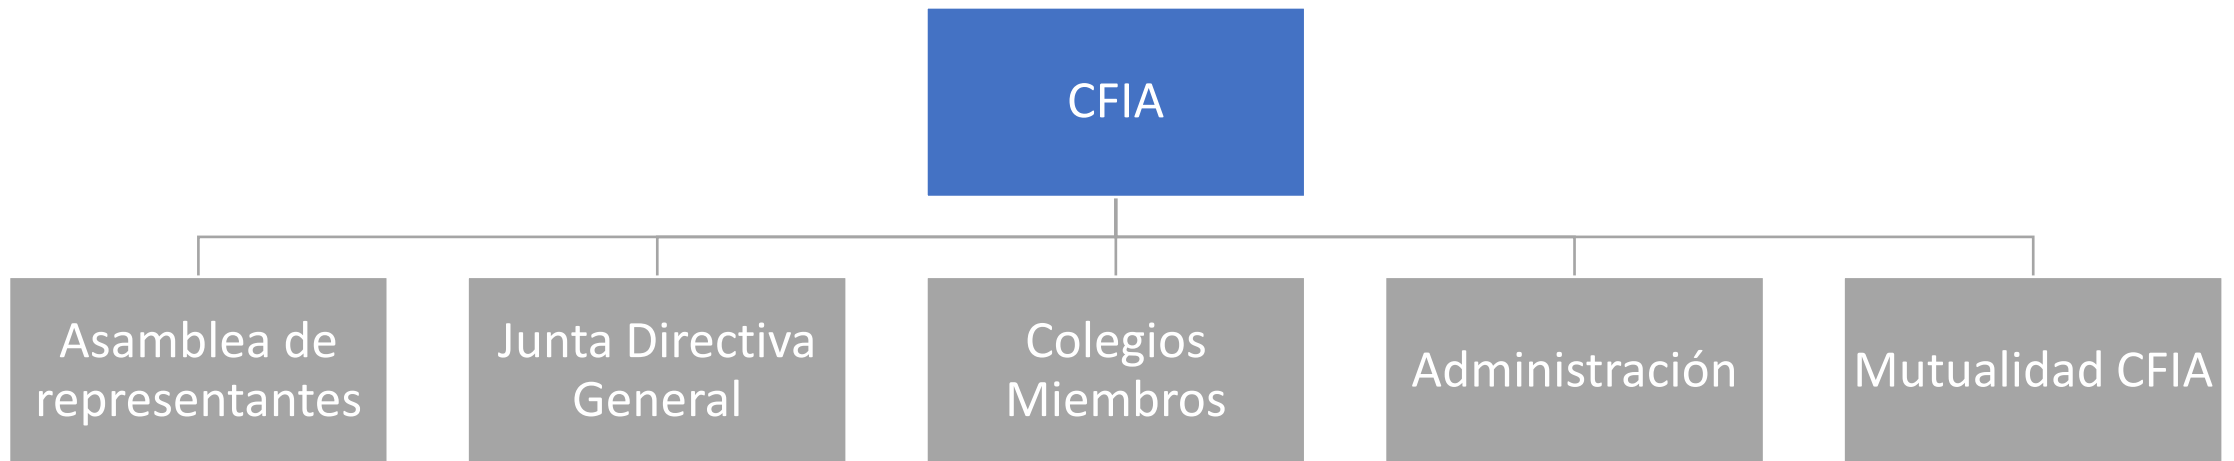 CFIA
Asamblea de
representantes
Junta Directiva
General
Colegios
Miembros
Administración
Mutualidad CFIA